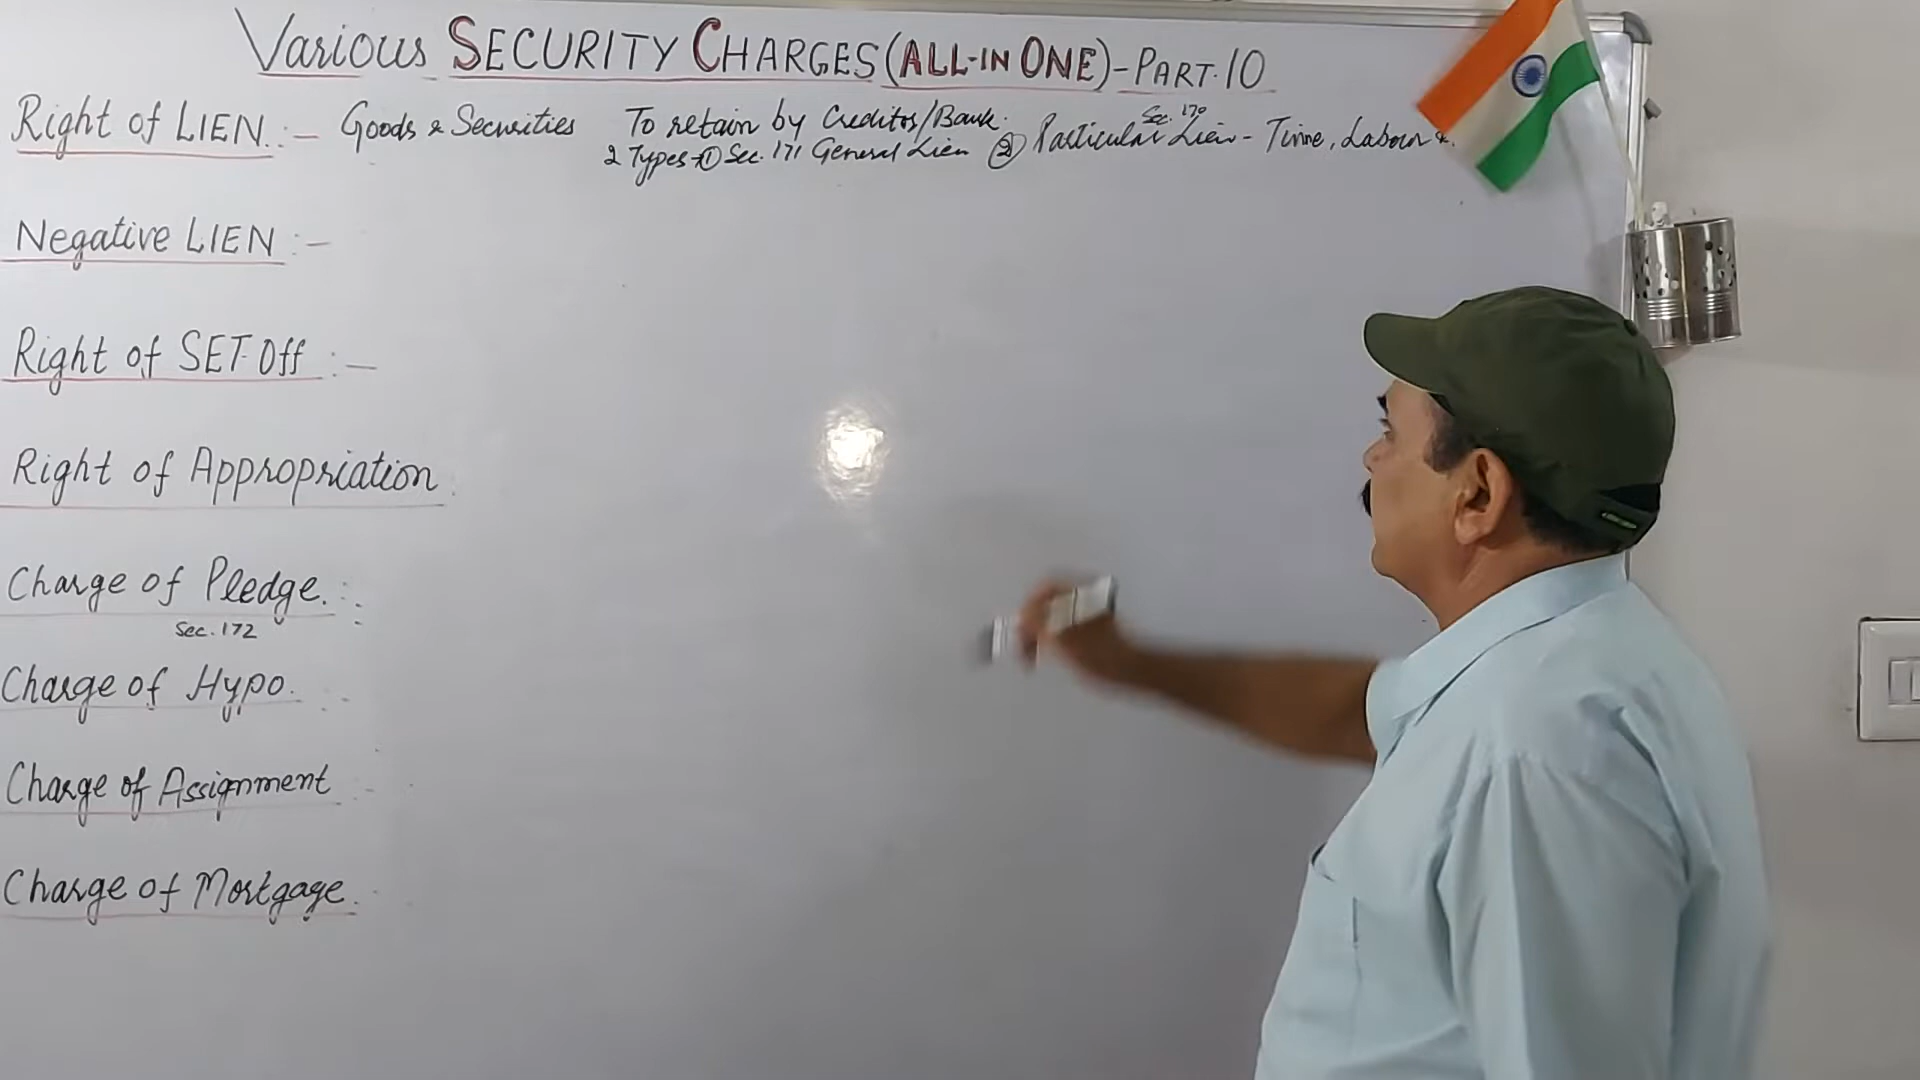 Various SECURITY CHARGES (ALL-IN ONE) - PART. 10
Right of LIEN :- Goods & Securities To retain by Creditos/Bank.
2 Types → ① Sec. 171 General Lien ② Particular Lien - Time, Labour &
Sec. 170
Negative LIEN :-
Right of SET-Off :-
Right of Appropriation
Charge of Pledge. :
Sec. 172
Charge of Hypo.
Charge of Assignment
Charge of Mortgage.